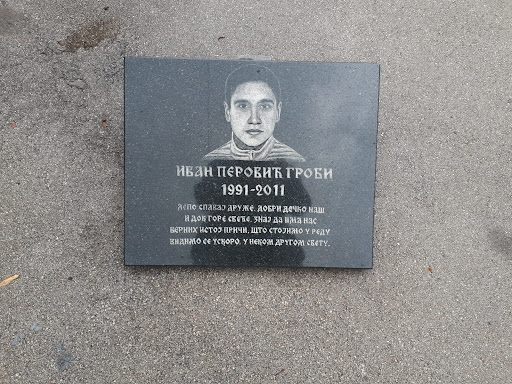 ИВАН ПЕРОВИЋ ГРОБИ
1991-2011
ЛЕПО СПАВАЈ ДРУЖЕ, ДОБРИ ДЕЧКО НАШ
И ДОК ГОРЕ СВЕЋЕ, ЗНАЈ ДА ИМА НАС
ВЕРНИХ ИСТОЈ ПРИЧИ, ШТО СТОЈИМО У РЕДУ
ВИДИМО СЕ УСКОРО, У НЕКОМ ДРУГОМ СВЕТУ.